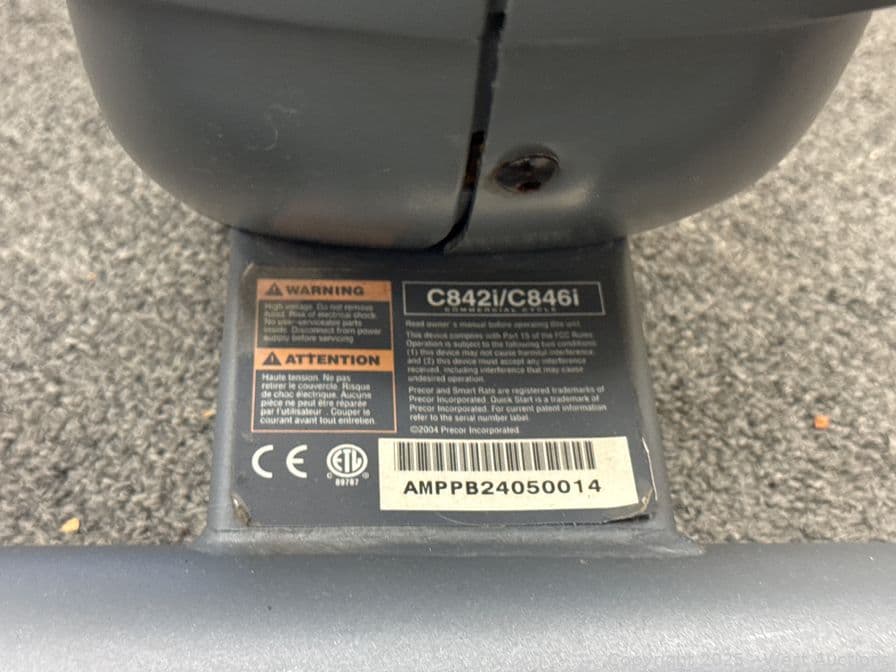 WARNING
High voltage. Do not remove
hood. Risk of electrical shock.
No user-serviceable parts
inside. Disconnect from power
supply before servicing
ATTENTION
Haute tension. Ne pas
retirer le couvercle. Risque
de choc électrique. Aucune
pièce ne peut être réparée
par l'utilisateur . Couper le
courant avant tout entretien.
C842i/C846i
COMMERCIAL CYCLE
Read owner's manual before operating this unit.
This device complies with Part 15 of the FCC Rules
Operation is subject to the following two conditions:
(1) this device may not cause harmful interference,
and (2) this device must accept any interference
received, including interference that may cause
undesired operation.
Precor and Smart Rate are registered trademarks of
Precor Incorporated. Quick Start is a trademark of
Precor Incorporated. For current patent information
refer to the serial number label.
©2004 Precor Incorporated
CE
ETL
C
89787
AMPPB24050014